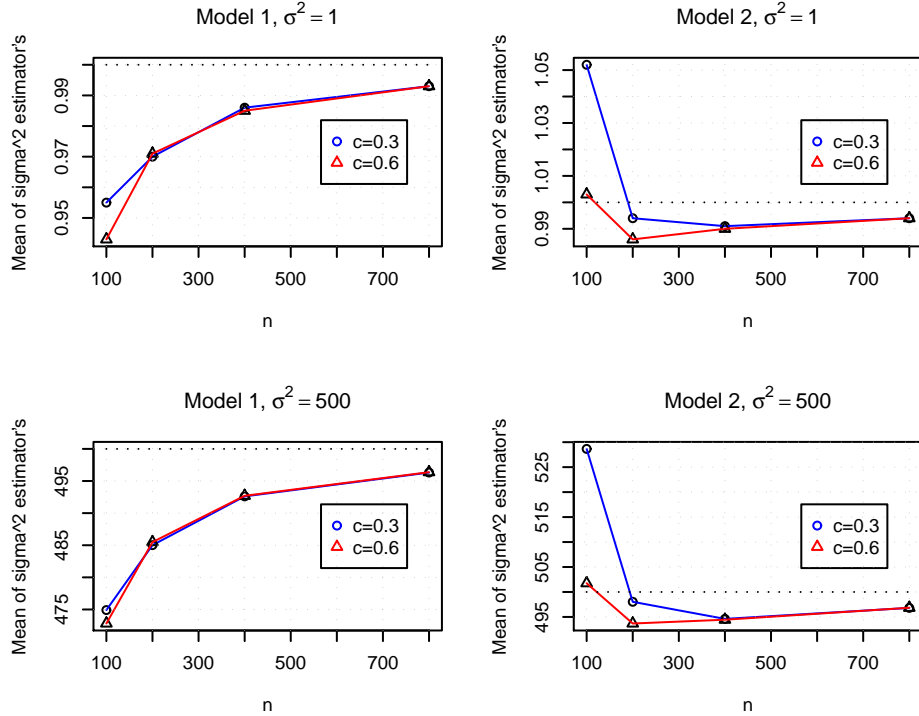 Model 1, σ² = 1
Mean of sigma^2 estimator's
0.95 0.97 0.99
c=0.3
c=0.6
100 300 500 700
n
Model 2, σ² = 1
Mean of sigma^2 estimator's
0.99 1.01 1.03 1.05
c=0.3
c=0.6
100 300 500 700
n
Model 1, σ² = 500
Mean of sigma^2 estimator's
475 485 495
c=0.3
c=0.6
100 300 500 700
n
Model 2, σ² = 500
Mean of sigma^2 estimator's
495 505 515 525
c=0.3
c=0.6
100 300 500 700
n